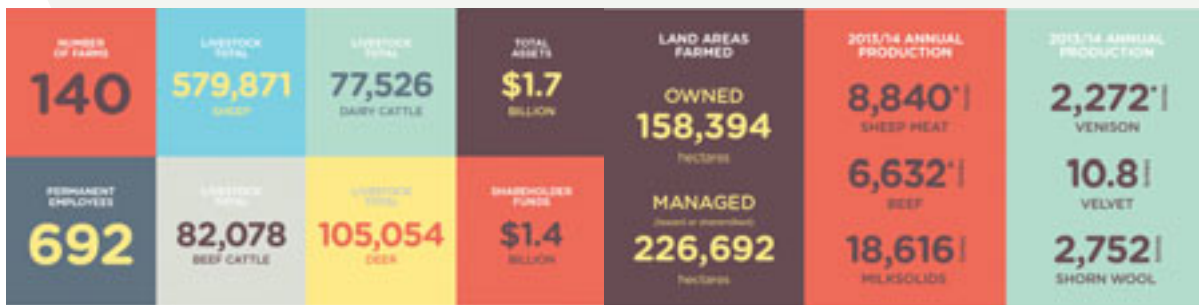 NUMBER
OF FARMS
140
LIVESTOCK
TOTAL
579,871
SHEEP
LIVESTOCK
TOTAL
77,526
DAIRY CATTLE
TOTAL
ASSETS
$1.7
BILLION
PERMANENT
EMPLOYEES
692
LIVESTOCK
TOTAL
82,078
BEEF CATTLE
LIVESTOCK
TOTAL
105,054
DEER
SHAREHOLDER
FUNDS
$1.4
BILLION
LAND AREAS
FARMED
OWNED
158,394
hectares
MANAGED
(leased or sharemilked)
226,692
hectares
2013/14 ANNUAL
PRODUCTION
8,840*
SHEEP MEAT
6,632*
BEEF
18,616
MILKSOLIDS
2013/14 ANNUAL
PRODUCTION
2,272*
VENISON
10.8
VELVET
2,752
SHORN WOOL